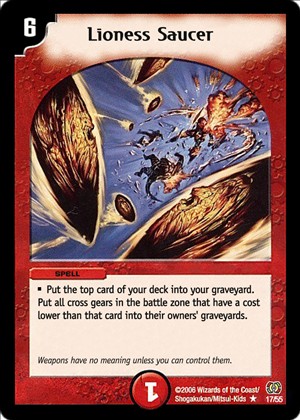 6
Lioness Saucer
SPELL
▪ Put the top card of your deck into your graveyard.
Put all cross gears in the battle zone that have a cost
lower than that card into their owners' graveyards.
Weapons have no meaning unless you can control them.
1
©2006 Wizards of the Coast/
Shogakukan/Mitsui-Kids ★ 17/55